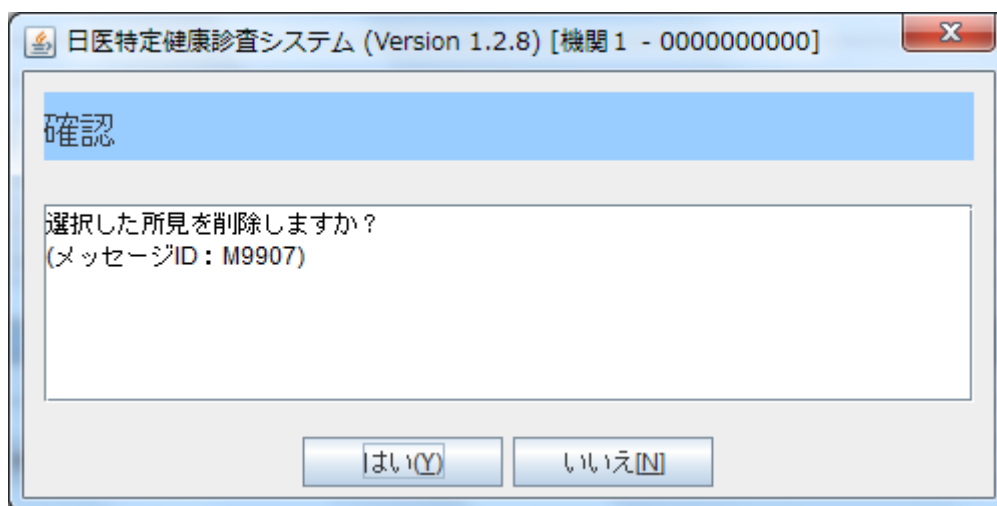 日医特定健康診査システム (Version 1.2.8) [機関１ - 0000000000]
確認
選択した所見を削除しますか？
(メッセージID：M9907)
はい(Y)
いいえ[N]